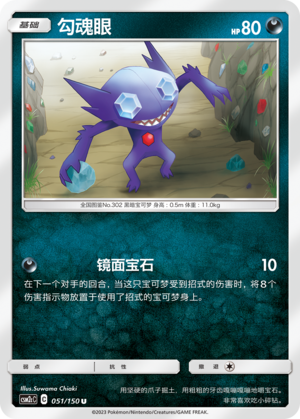 基础 勾魂眼 HP80
全国图鉴No.302 黑暗宝可梦 身高:0.5m 体重:11.0kg
镜面宝石 10
在下一个对手的回合,当这只宝可梦受到招式的伤害时,将8个
伤害指示物放置于使用了招式的宝可梦身上。
弱点 抗性 撤退
Illus.Suwama Chiaki
CSM2cC G 051/150 U
用坚硬的爪子掘土,用粗粗的牙齿嘎嘣嘎嘣地嚼宝石。
非常喜欢吃小碎钻。
©2023 Pokémon/Nintendo/Creatures/GAME FREAK.